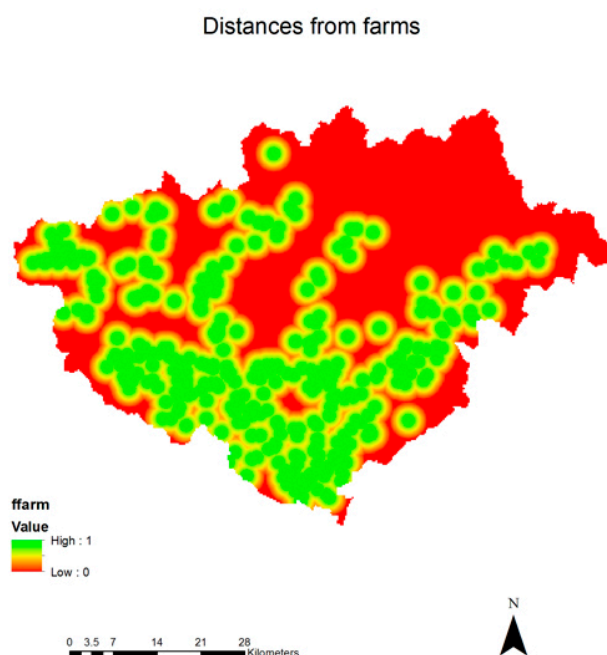 Distances from farms
ffarm
Value
High : 1
Low : 0
N
0 3.5 7 14 21 28
Kilometers